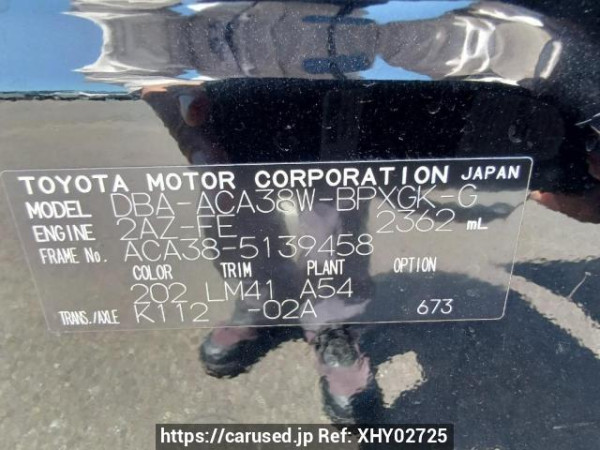 TOYOTA MOTOR CORPORATION JAPAN
MODEL DBA-ACA38W-BPXGK-G
ENGINE 2AZ-FE 2362 mL
FRAME No. ACA38-5139458
COLOR TRIM PLANT OPTION
202 LM41 A54
TRANS./AXLE K112 -02A 673
https://carused.jp Ref: XHY02725